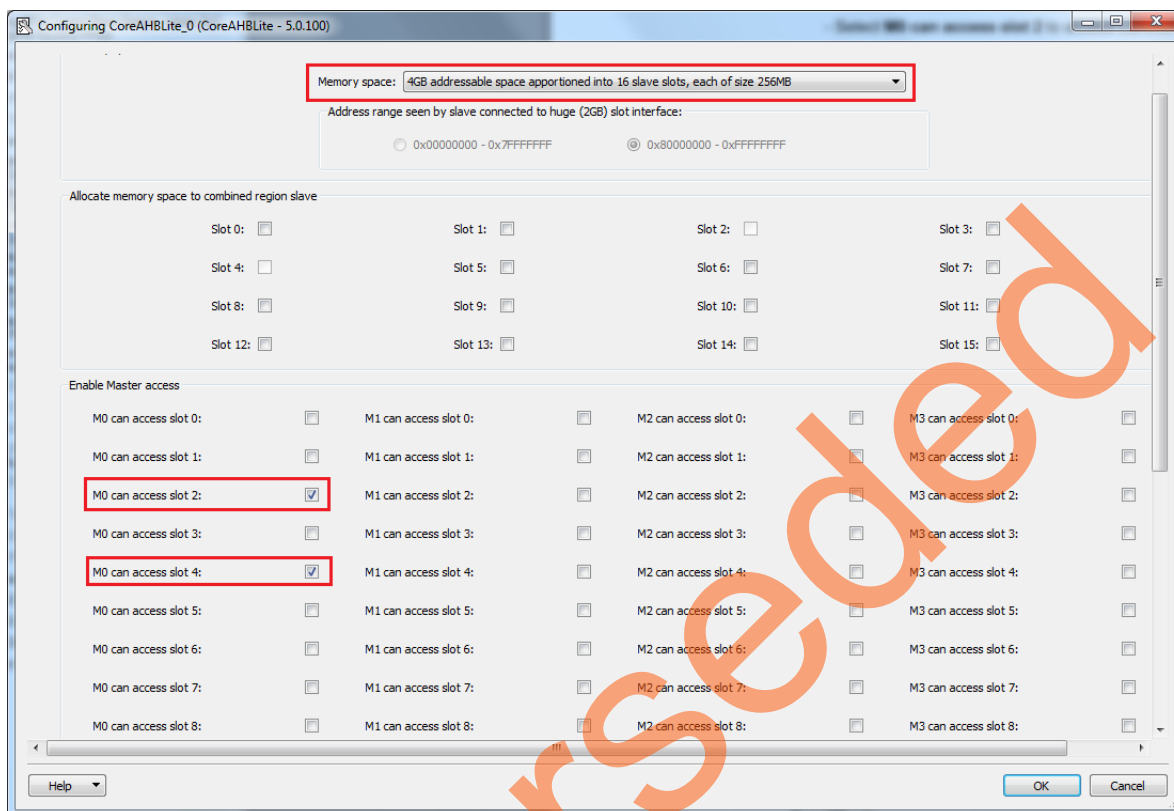 Configuring CoreAHBLite_0 (CoreAHBLite - 5.0.100)
- Select M0 can access slot 2 to
Memory space: 4GB addressable space apportioned into 16 slave slots, each of size 256MB
Address range seen by slave connected to huge (2GB) slot interface:
0x00000000 - 0x7FFFFFFF 0x80000000 - 0xFFFFFFFF
Allocate memory space to combined region slave
Slot 0: Slot 1: Slot 2: Slot 3:
Slot 4: Slot 5: Slot 6: Slot 7:
Slot 8: Slot 9: Slot 10: Slot 11:
Slot 12: Slot 13: Slot 14: Slot 15:
Enable Master access
M0 can access slot 0: M1 can access slot 0: M2 can access slot 0: M3 can access slot 0:
M0 can access slot 1: M1 can access slot 1: M2 can access slot 1: M3 can access slot 1:
M0 can access slot 2: M1 can access slot 2: M2 can access slot 2: M3 can access slot 2:
M0 can access slot 3: M1 can access slot 3: M2 can access slot 3: M3 can access slot 3:
M0 can access slot 4: M1 can access slot 4: M2 can access slot 4: M3 can access slot 4:
M0 can access slot 5: M1 can access slot 5: M2 can access slot 5: M3 can access slot 5:
M0 can access slot 6: M1 can access slot 6: M2 can access slot 6: M3 can access slot 6:
M0 can access slot 7: M1 can access slot 7: M2 can access slot 7: M3 can access slot 7:
M0 can access slot 8: M1 can access slot 8: M2 can access slot 8: M3 can access slot 8:
Help OK Cancel
rseded